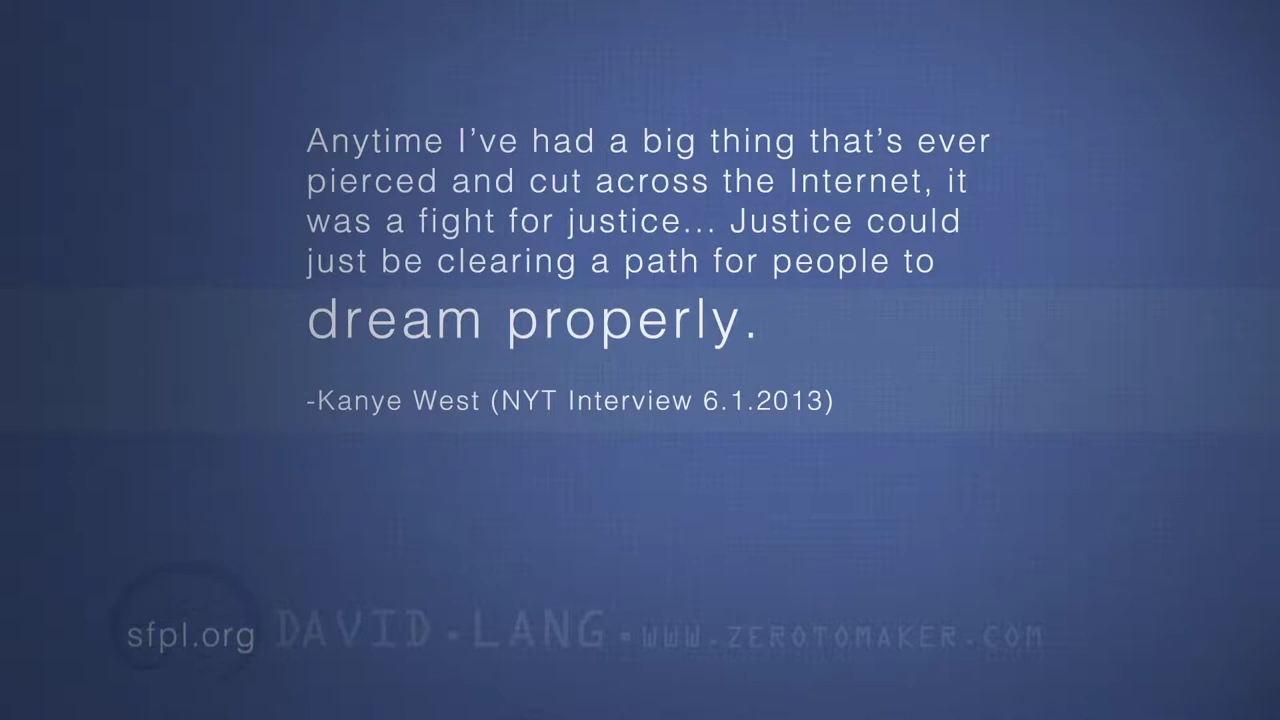 Anytime I’ve had a big thing that’s ever
pierced and cut across the Internet, it
was a fight for justice... Justice could
just be clearing a path for people to
dream properly.
-Kanye West (NYT Interview 6.1.2013)
sfpl.org DAVID.LANG.WWW.ZEROTOMAKER.COM